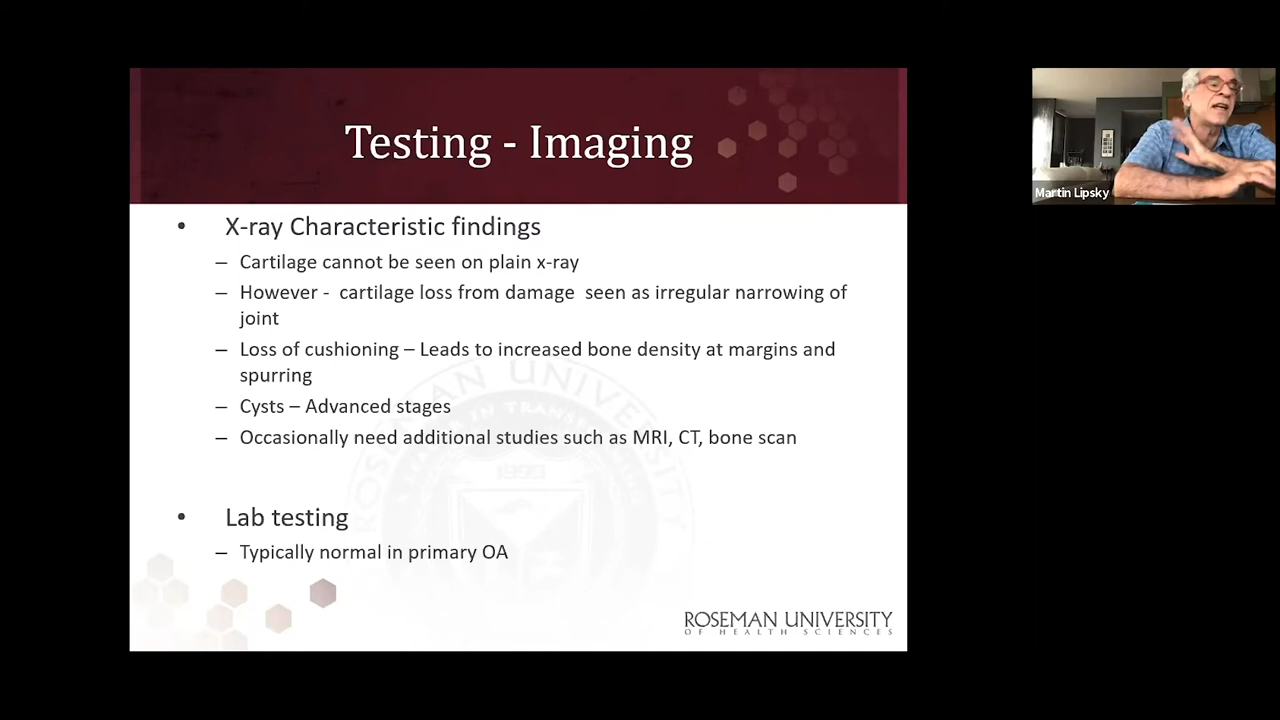 Testing - Imaging
• X-ray Characteristic findings
– Cartilage cannot be seen on plain x-ray
– However - cartilage loss from damage seen as irregular narrowing of
joint
– Loss of cushioning – Leads to increased bone density at margins and
spurring
– Cysts – Advanced stages
– Occasionally need additional studies such as MRI, CT, bone scan
• Lab testing
– Typically normal in primary OA
ROSEMAN UNIVERSITY
OF HEALTH SCIENCES
ROSEMAN UNIVERSITY
1999
Martin Lipsky